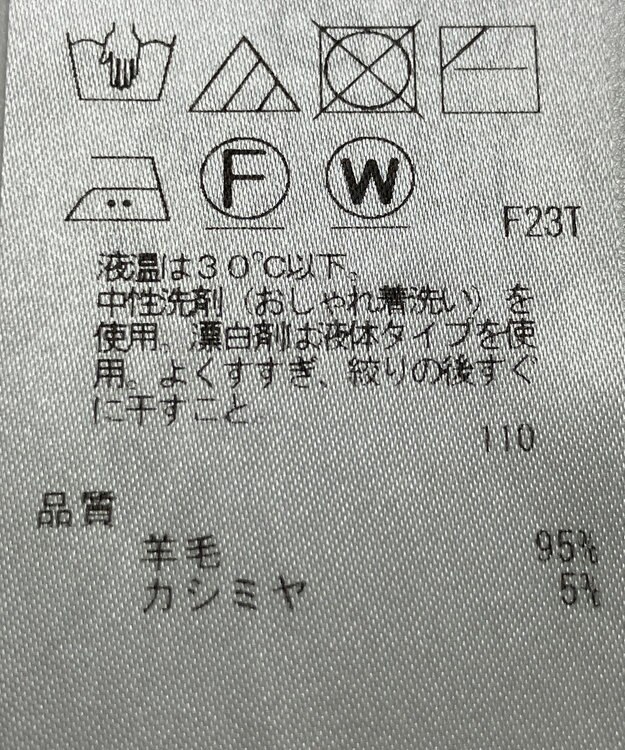 F W
F23T
液温は30℃以下。
中性洗剤(おしゃれ着洗い)を
使用。漂白剤は液体タイプを使
用。よくすすぎ、絞りの後すぐ
に干すこと。
110
品質
羊毛 95%
カシミヤ 5%